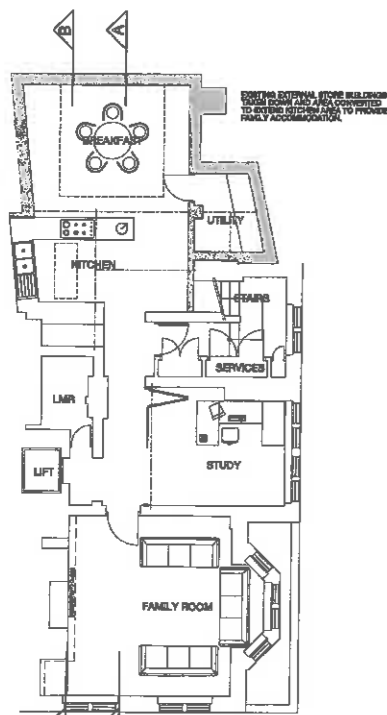 B
A
EXISTING EXTERNAL STORE BUILDINGS
TAKEN DOWN AND AREA CONVERTED
TO EXTEND KITCHEN AREA TO PROVIDE
FAMILY ACCOMMODATION.
BREAKFAST
UTILITY
KITCHEN
STAIRS
SERVICES
LMR
LIFT
STUDY
FAMILY ROOM